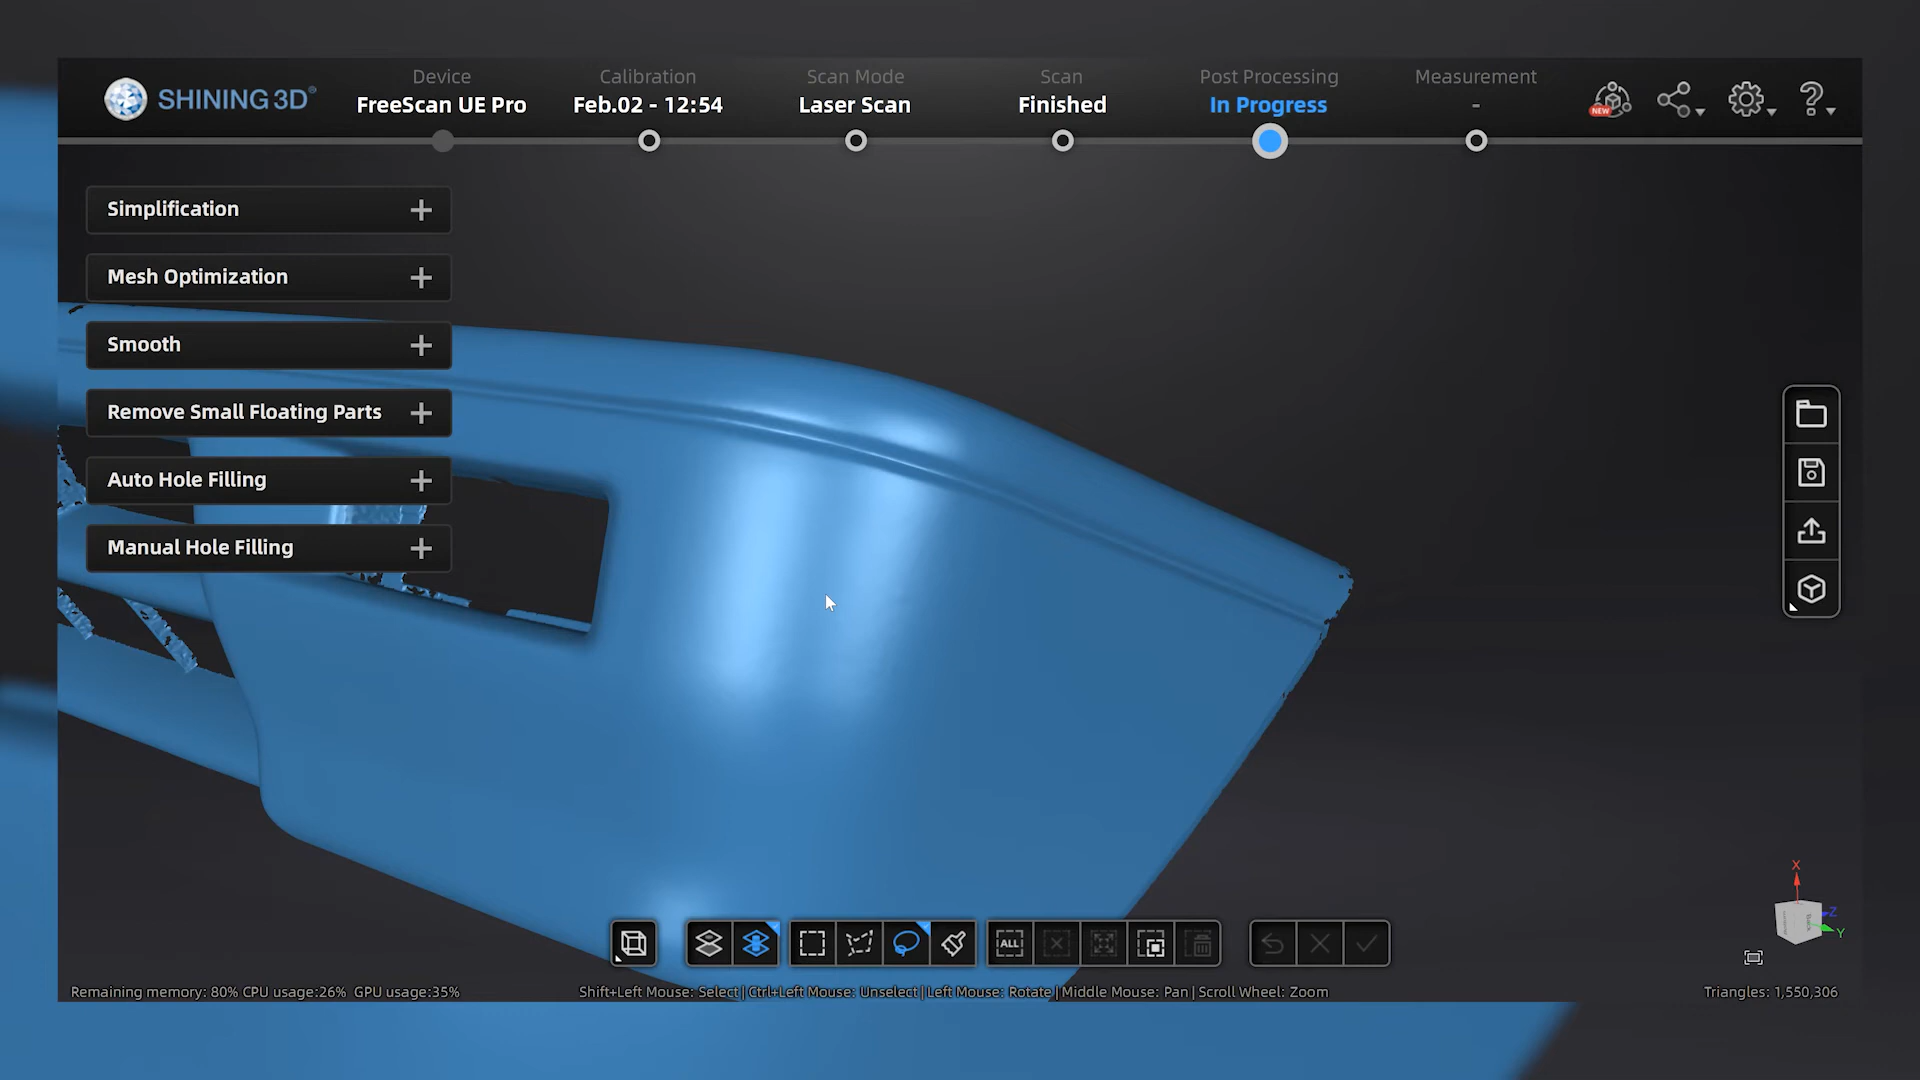 SHINING 3D®
Device
FreeScan UE Pro
Calibration
Feb.02 - 12:54
Scan Mode
Laser Scan
Scan
Finished
Post Processing
In Progress
Measurement
-
NEW
Simplification
Mesh Optimization
Smooth
Remove Small Floating Parts
Auto Hole Filling
Manual Hole Filling
ALL
X
Z
Y
Remaining memory: 80% CPU usage:26% GPU usage:35%
Shift+Left Mouse: Select | Ctrl+Left Mouse: Unselect | Left Mouse: Rotate | Middle Mouse: Pan | Scroll Wheel: Zoom
Triangles: 1,550,306